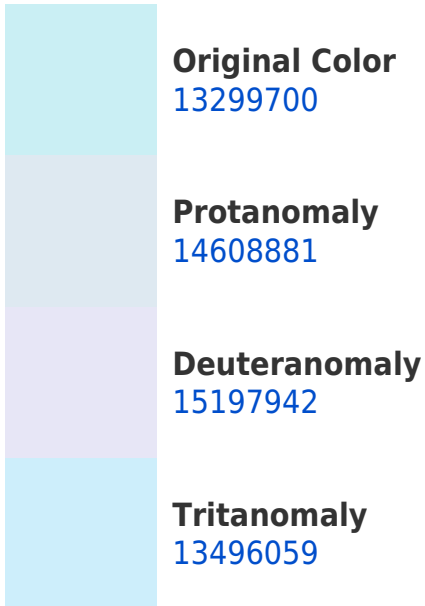 Original Color
13299700
Protanomaly
14608881
Deuteranomaly
15197942
Tritanomaly
13496059